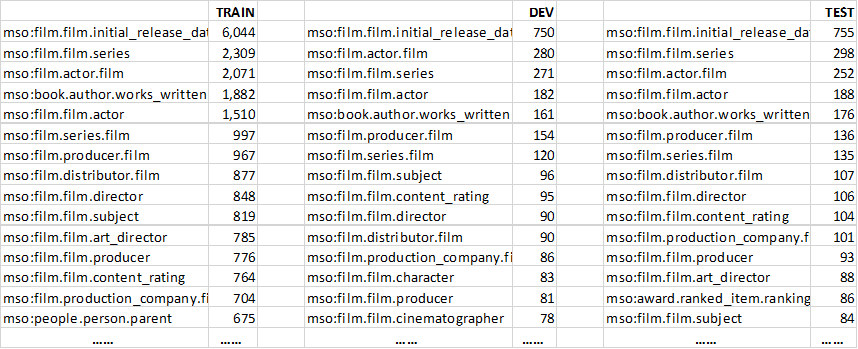 TRAIN DEV TEST
mso:film.film.initial_release_dat 6,044 mso:film.film.initial_release_dat 750 mso:film.film.initial_release_dat 755
mso:film.film.series 2,309 mso:film.actor.film 280 mso:film.film.series 298
mso:film.actor.film 2,071 mso:film.film.series 271 mso:film.actor.film 252
mso:book.author.works_written 1,882 mso:film.film.actor 182 mso:film.film.actor 188
mso:film.film.actor 1,510 mso:book.author.works_written 161 mso:book.author.works_written 176
mso:film.series.film 997 mso:film.producer.film 154 mso:film.producer.film 136
mso:film.producer.film 967 mso:film.series.film 120 mso:film.series.film 135
mso:film.distributor.film 877 mso:film.film.subject 96 mso:film.distributor.film 107
mso:film.film.director 848 mso:film.film.content_rating 95 mso:film.film.director 106
mso:film.film.subject 819 mso:film.film.director 90 mso:film.film.content_rating 104
mso:film.film.art_director 785 mso:film.distributor.film 90 mso:film.production_company.f 101
mso:film.film.producer 776 mso:film.production_company.fi 86 mso:film.film.producer 93
mso:film.film.content_rating 764 mso:film.film.character 83 mso:film.film.art_director 88
mso:film.production_company.fi 704 mso:film.film.producer 81 mso:award.ranked_item.ranking 86
mso:people.person.parent 675 mso:film.film.cinematographer 78 mso:film.film.subject 84
...... ...... ...... ...... ...... ......